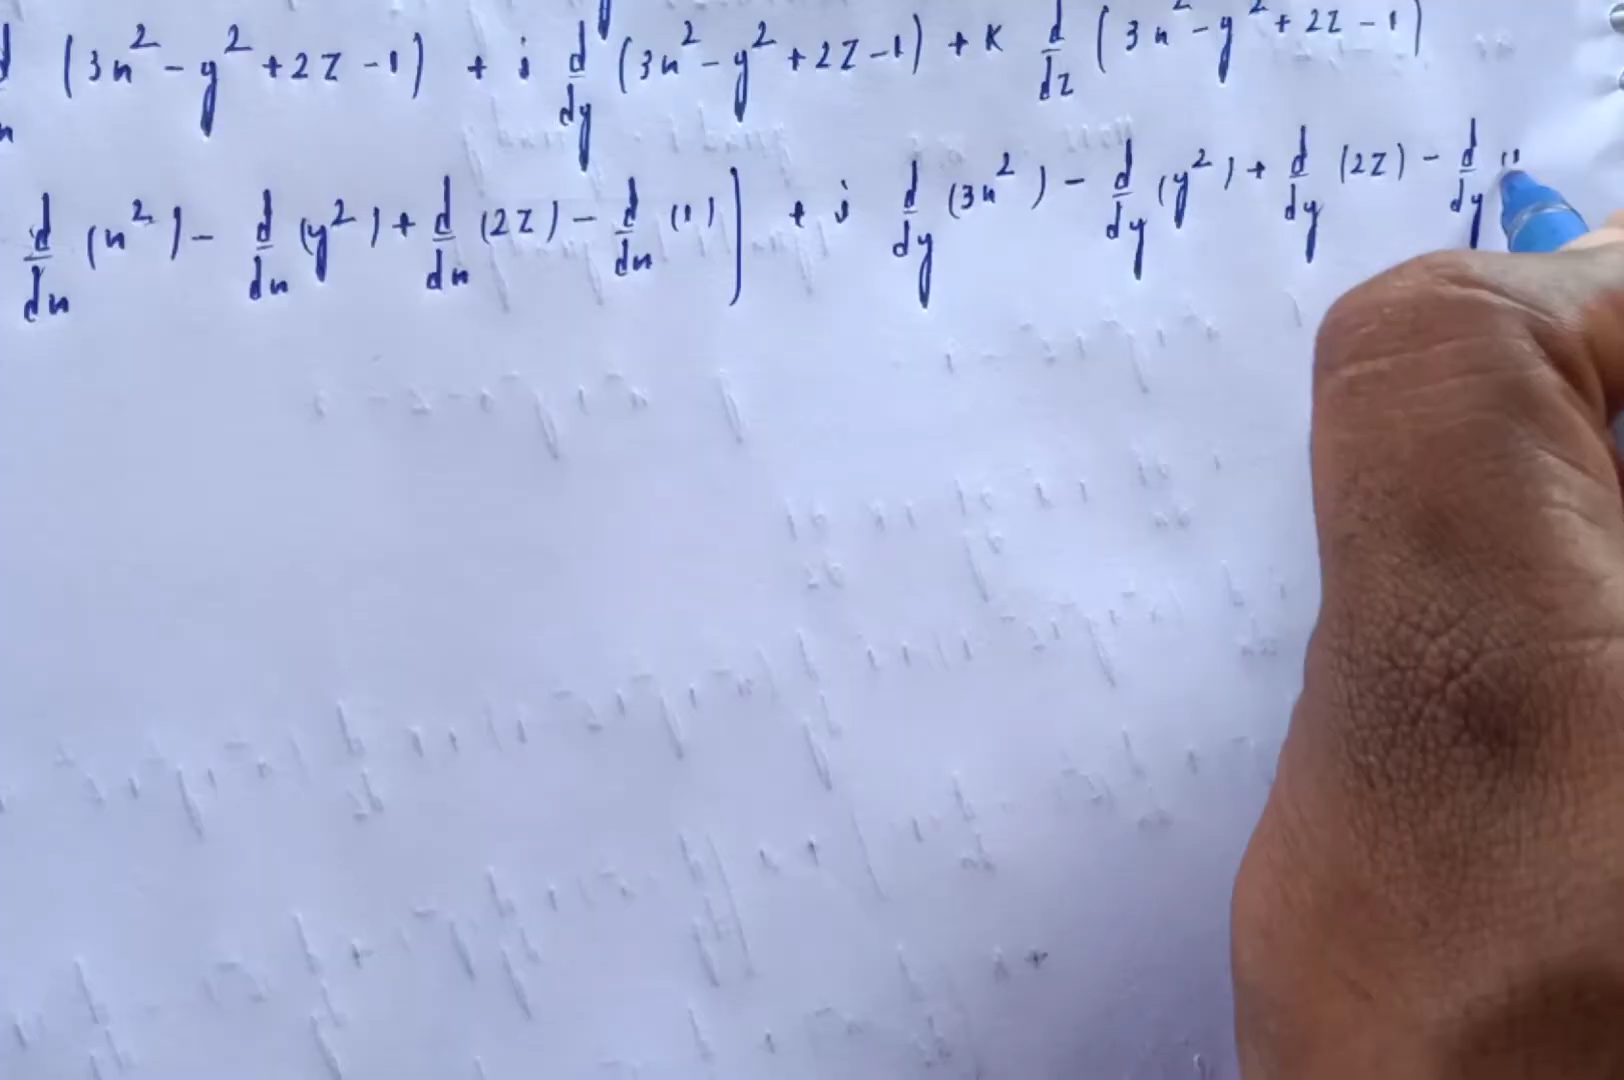 d/dx (3x² - y² + 2z - 1) + j d/dy (3x² - y² + 2z - 1) + k d/dz (3x² - y² + 2z - 1)
d/dx (x²) - d/dx (y²) + d/dx (2z) - d/dx (1)] + j d/dy (3x²) - d/dy (y²) + d/dy (2z) - d/dy (1